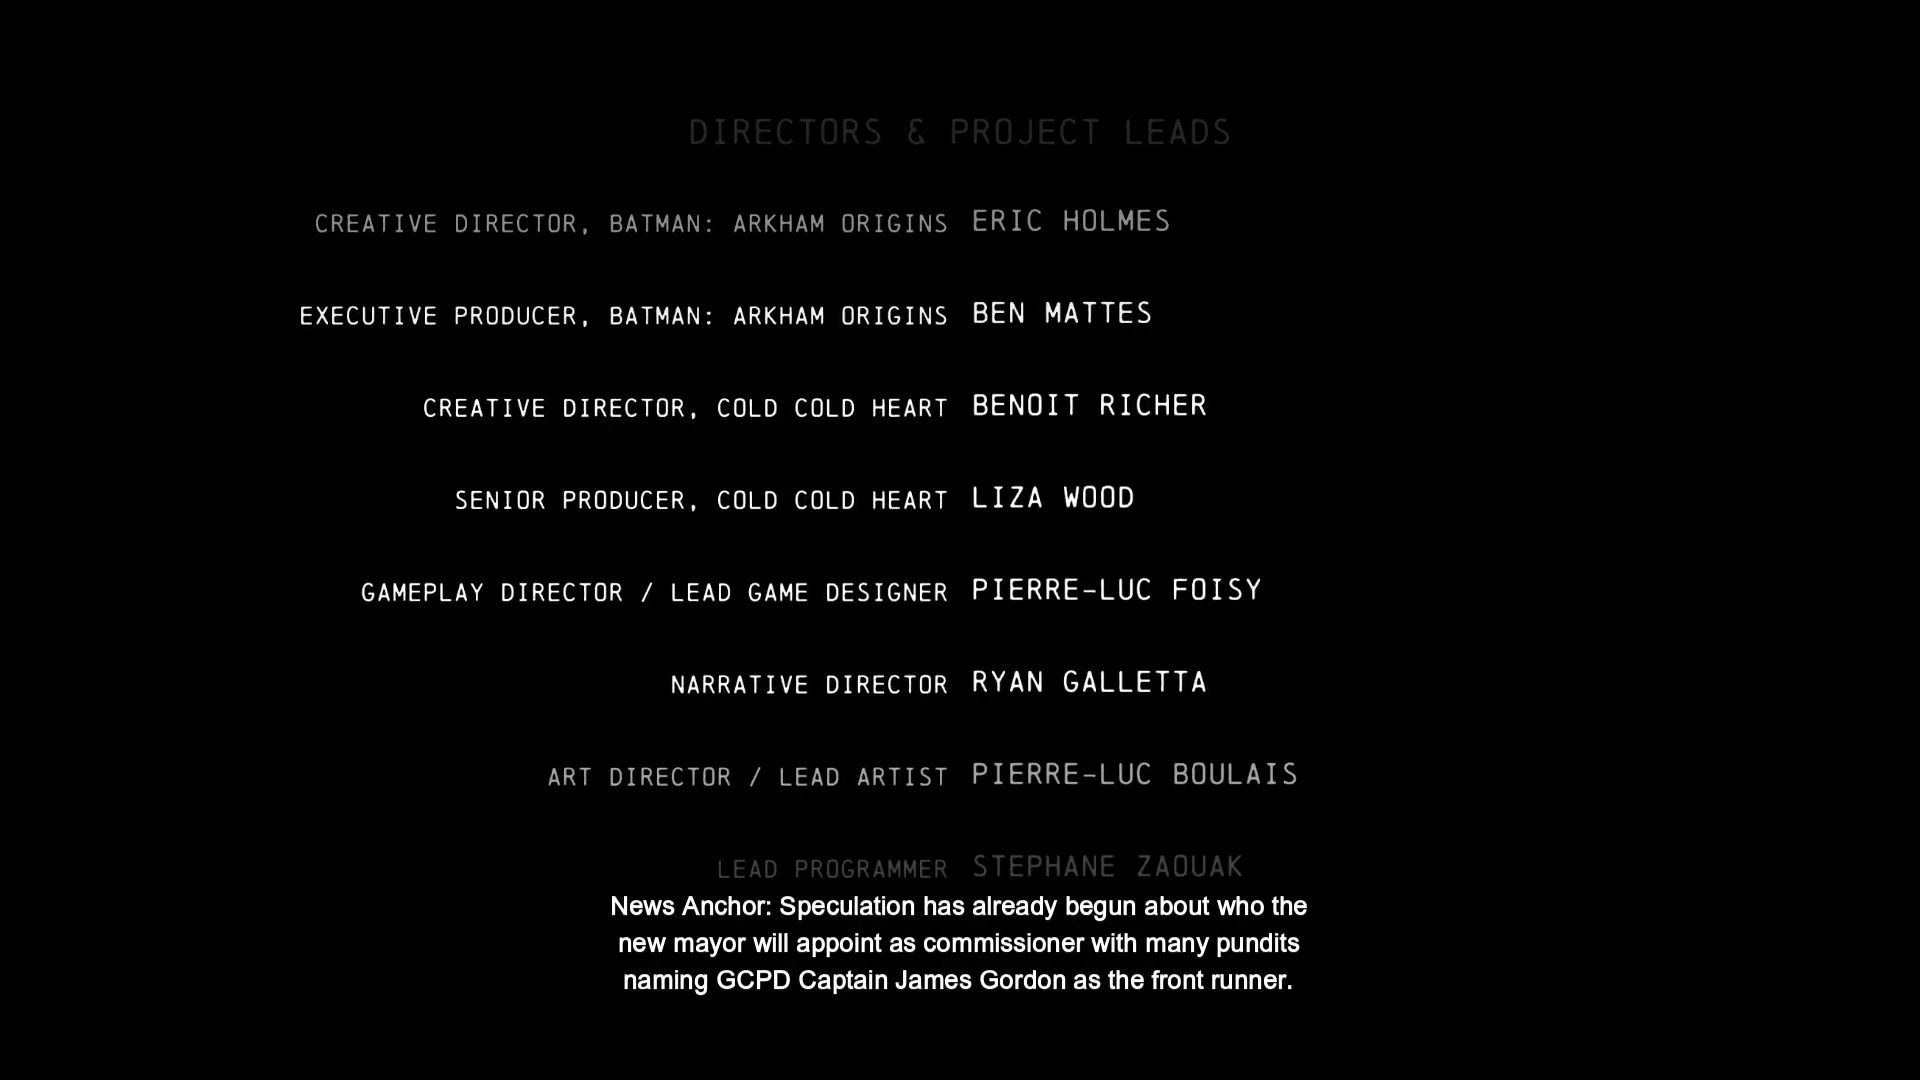 DIRECTORS & PROJECT LEADS
CREATIVE DIRECTOR, BATMAN: ARKHAM ORIGINS ERIC HOLMES
EXECUTIVE PRODUCER, BATMAN: ARKHAM ORIGINS BEN MATTES
CREATIVE DIRECTOR, COLD COLD HEART BENOIT RICHER
SENIOR PRODUCER, COLD COLD HEART LIZA WOOD
GAMEPLAY DIRECTOR / LEAD GAME DESIGNER PIERRE-LUC FOISY
NARRATIVE DIRECTOR RYAN GALLETTA
ART DIRECTOR / LEAD ARTIST PIERRE-LUC BOULAIS
LEAD PROGRAMMER STEPHANE ZAOUAK
News Anchor: Speculation has already begun about who the
new mayor will appoint as commissioner with many pundits
naming GCPD Captain James Gordon as the front runner.